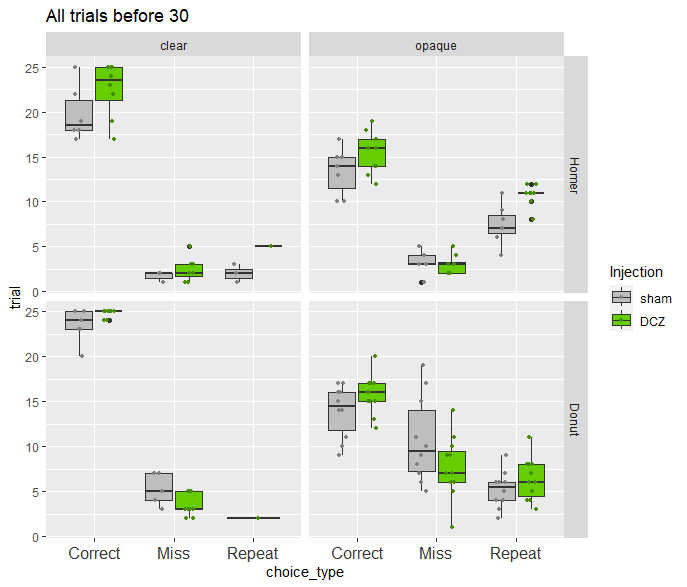 All trials before 30
clear
opaque
25
20
15
10
5
0
Homer
25
20
15
10
5
0
Donut
trial
Correct
Miss
Repeat
Correct
Miss
Repeat
choice_type
Injection
sham
DCZ